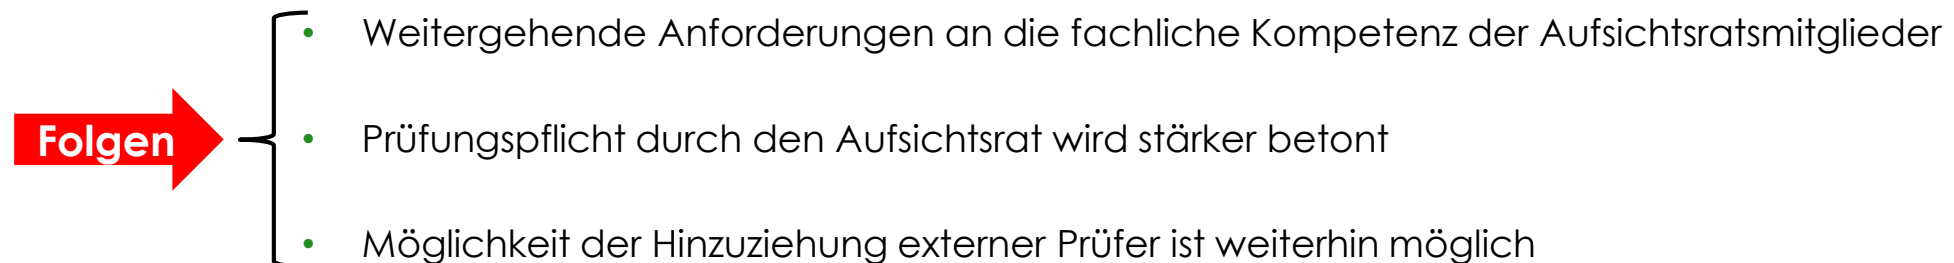 Weitergehende Anforderungen an die fachliche Kompetenz der Aufsichtsratsmitglieder
Folgen
Prüfungspflicht durch den Aufsichtsrat wird stärker betont
Möglichkeit der Hinzuziehung externer Prüfer ist weiterhin möglich